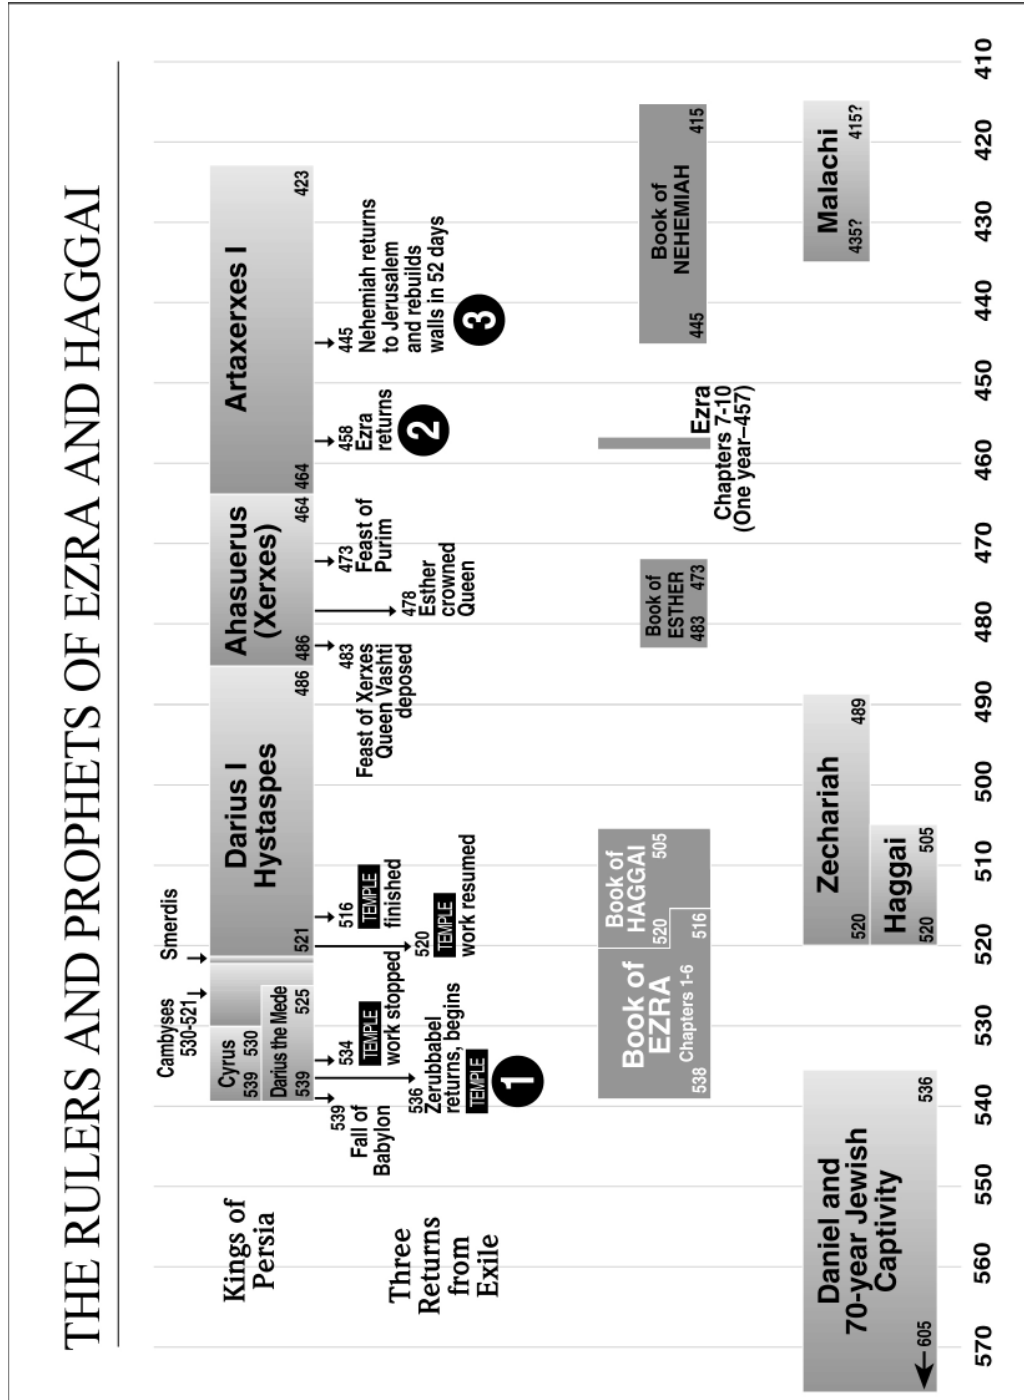 THE RULERS AND PROPHETS OF EZRA AND HAGGAI
Kings of
Persia
Cambyses
530-521
Smerdis
Cyrus
539 530
Darius the Mede
539 525
Darius I
Hystaspes
521 486
Ahasuerus
(Xerxes)
486 464
Artaxerxes I
464 423
Three
Returns
from
Exile
539
Fall of
Babylon
536
Zerubbabel
returns, begins
TEMPLE
1
534
TEMPLE
work stopped
520
TEMPLE
work resumed
516
TEMPLE
finished
483
Feast of Xerxes
Queen Vashti
deposed
478
Esther
crowned
Queen
473
Feast of
Purim
458
Ezra
returns
2
445
Nehemiah returns
to Jerusalem
and rebuilds
walls in 52 days
3
Book of
EZRA
Chapters 1-6
538 516
Book of
HAGGAI
520 505
Book of
ESTHER
483 473
Ezra
Chapters 7-10
(One year–457)
Book of
NEHEMIAH
445 415
Daniel and
70-year Jewish
Captivity
605 536
Zechariah
520 489
Haggai
520 505
Malachi
435? 415?
570 560 550 540 530 520 510 500 490 480 470 460 450 440 430 420 410